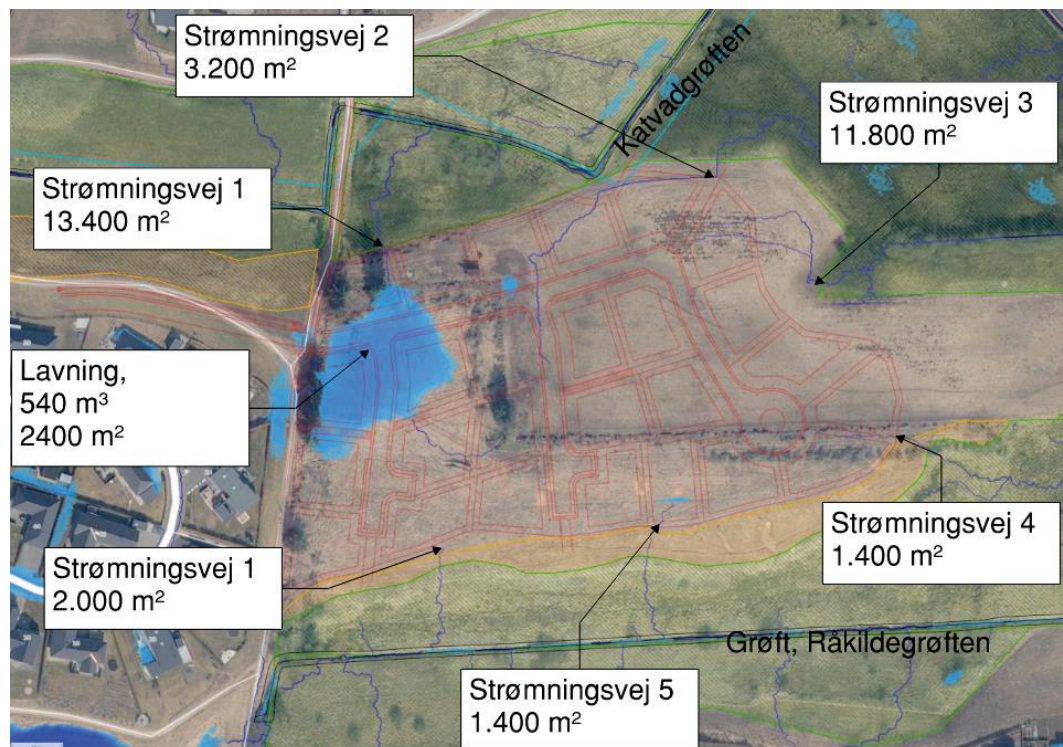 Strømningsvej 2
3.200 m²
Katvadgrøften
Strømningsvej 3
11.800 m²
Strømningsvej 1
13.400 m²
Lavning,
540 m³
2400 m²
Strømningsvej 4
1.400 m²
Strømningsvej 1
2.000 m²
Grøft, Råkildegrøften
Strømningsvej 5
1.400 m²